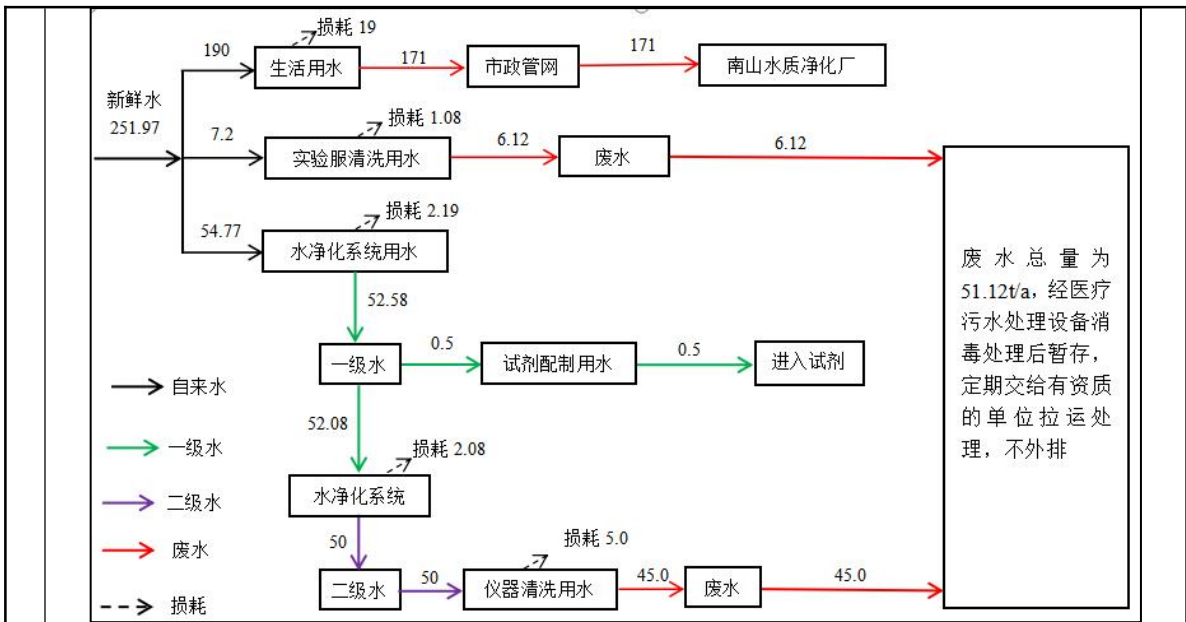 损耗 19
190
生活用水
171
市政管网
171
南山水质净化厂
新鲜水
251.97
7.2
损耗 1.08
实验服清洗用水
6.12
废水
6.12
54.77
损耗 2.19
水净化系统用水
52.58
一级水
0.5
试剂配制用水
0.5
进入试剂
52.08
损耗 2.08
水净化系统
50
二级水
50
损耗 5.0
仪器清洗用水
45.0
废水
45.0
废水总量为
51.12t/a，经医疗
污水处理设备消
毒处理后暂存，
定期交给有资质
的单位拉运处
理，不外排
自来水
一级水
二级水
废水
损耗